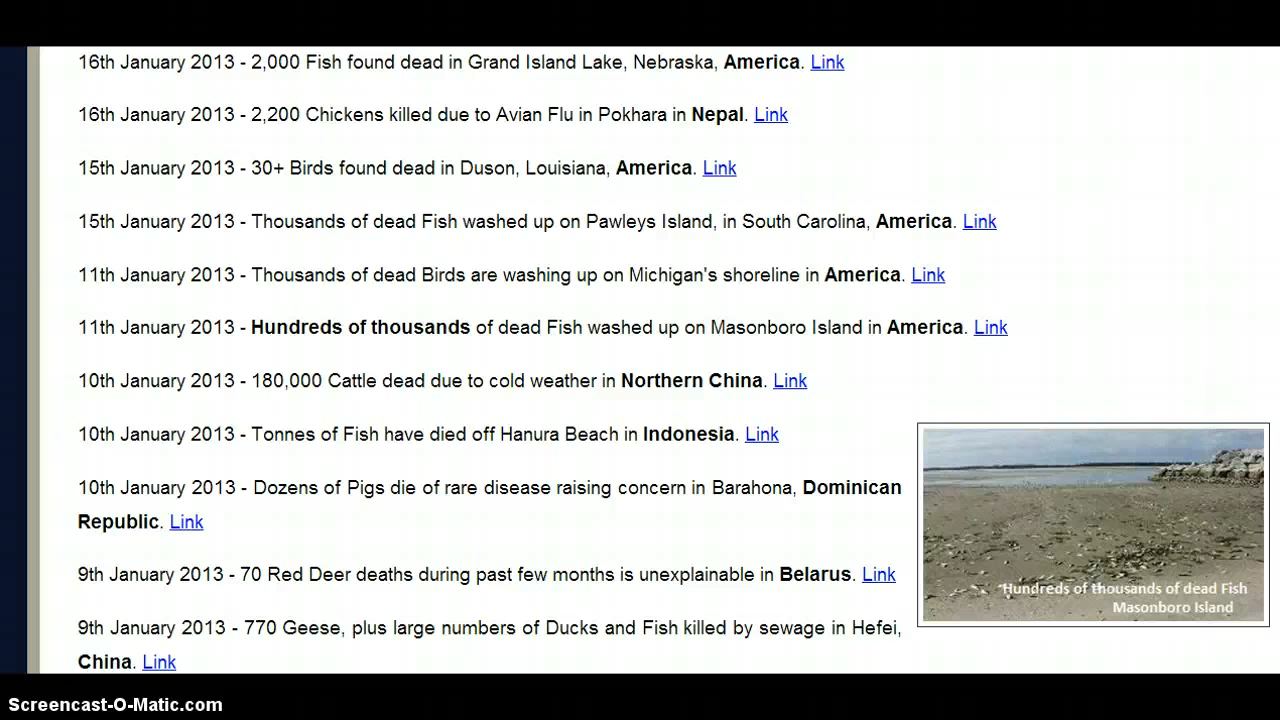 16th January 2013 - 2,000 Fish found dead in Grand Island Lake, Nebraska, America. Link
16th January 2013 - 2,200 Chickens killed due to Avian Flu in Pokhara in Nepal. Link
15th January 2013 - 30+ Birds found dead in Duson, Louisiana, America. Link
15th January 2013 - Thousands of dead Fish washed up on Pawleys Island, in South Carolina, America. Link
11th January 2013 - Thousands of dead Birds are washing up on Michigan's shoreline in America. Link
11th January 2013 - Hundreds of thousands of dead Fish washed up on Masonboro Island in America. Link
10th January 2013 - 180,000 Cattle dead due to cold weather in Northern China. Link
10th January 2013 - Tonnes of Fish have died off Hanura Beach in Indonesia. Link
10th January 2013 - Dozens of Pigs die of rare disease raising concern in Barahona, Dominican
Republic. Link
9th January 2013 - 70 Red Deer deaths during past few months is unexplainable in Belarus. Link
9th January 2013 - 770 Geese, plus large numbers of Ducks and Fish killed by sewage in Hefei,
China. Link
Hundreds of thousands of dead Fish
Masonboro Island
Screencast-O-Matic.com